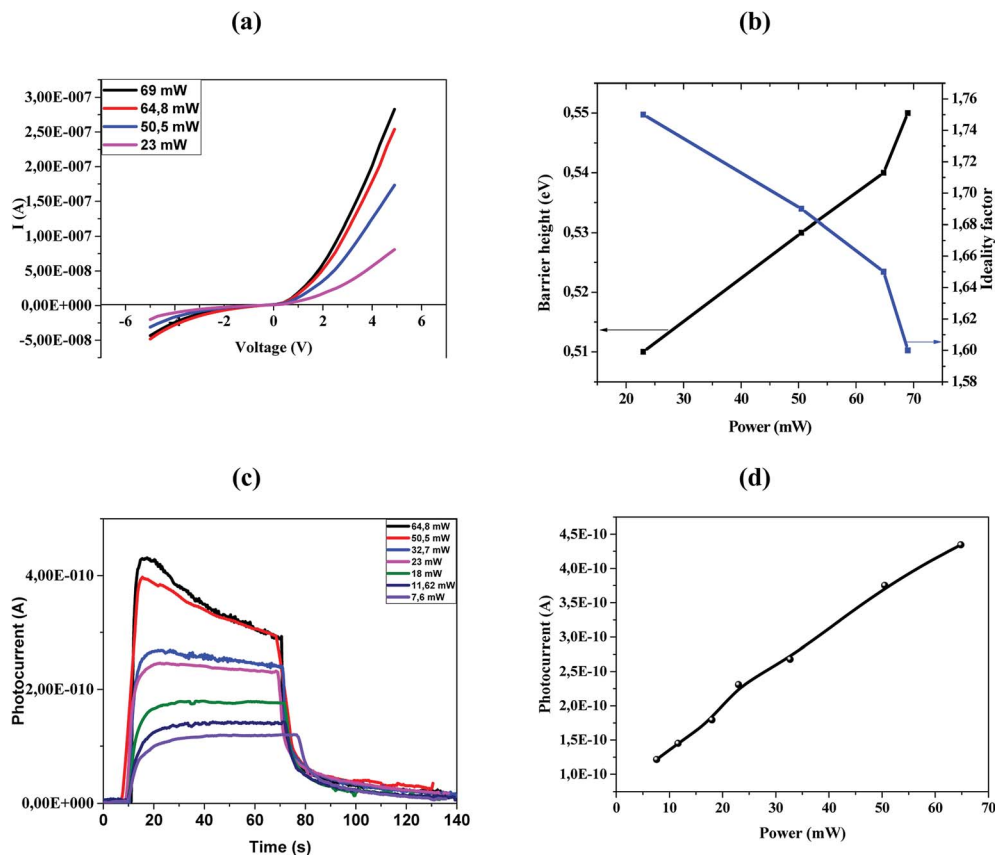 (a)
69 mW
64,8 mW
50,5 mW
23 mW
3,00E-007
2,50E-007
2,00E-007
1,50E-007
1,00E-007
5,00E-008
0,00E+000
-5,00E-008
I (A)
-6 -4 -2 0 2 4 6
Voltage (V)
(b)
0,55
0,54
0,53
0,52
0,51
Barrier height (eV)
1,76
1,74
1,72
1,70
1,68
1,66
1,64
1,62
1,60
1,58
Ideality factor
20 30 40 50 60 70
Power (mW)
(c)
64,8 mW
50,5 mW
32,7 mW
23 mW
18 mW
11,62 mW
7,6 mW
4,00E-010
2,00E-010
0,00E+000
Photocurrent (A)
0 20 40 60 80 100 120 140
Time (s)
(d)
4,5E-10
4,0E-10
3,5E-10
3,0E-10
2,5E-10
2,0E-10
1,5E-10
1,0E-10
Photocurrent (A)
0 10 20 30 40 50 60 70
Power (mW)